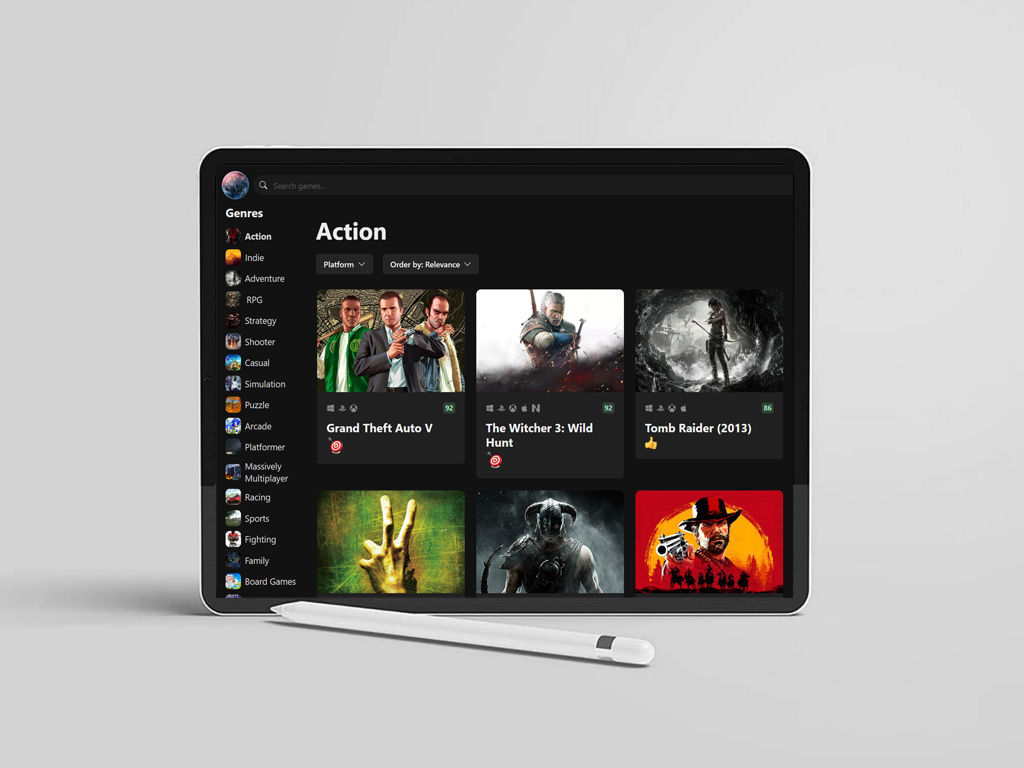 Search games...
Genres
Action
Indie
Adventure
RPG
Strategy
Shooter
Casual
Simulation
Puzzle
Arcade
Platformer
Massively
Multiplayer
Racing
Sports
Fighting
Family
Board Games
Action
Platform
Order by: Relevance
92
Grand Theft Auto V
92
The Witcher 3: Wild
Hunt
86
Tomb Raider (2013)